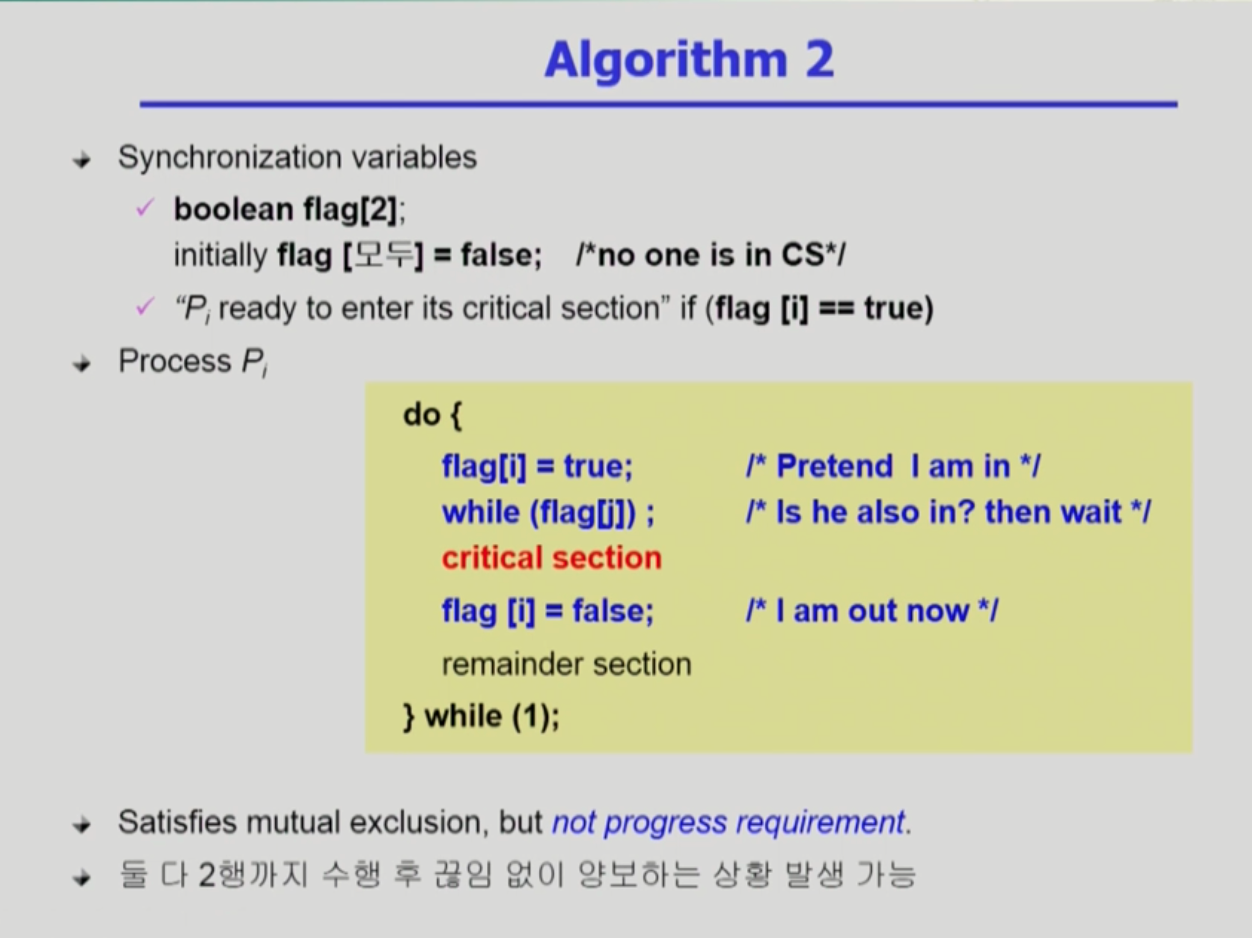 Algorithm 2
Synchronization variables
boolean flag[2];
initially flag [모두] = false; /*no one is in CS*/
“Pi ready to enter its critical section” if (flag [i] == true)
Process Pi
do {
flag[i] = true; /* Pretend I am in */
while (flag[j]) ; /* Is he also in? then wait */
critical section
flag [i] = false; /* I am out now */
remainder section
} while (1);
Satisfies mutual exclusion, but not progress requirement.
둘 다 2행까지 수행 후 끊임 없이 양보하는 상황 발생 가능